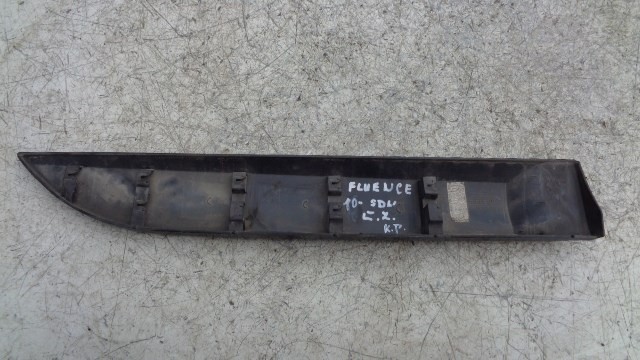 FLUENCE
10- SDN
L.Z.
K.P.